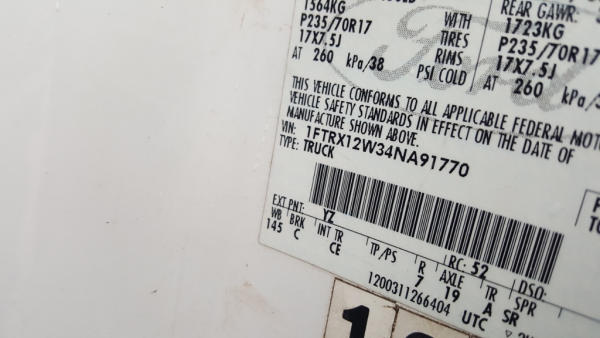 1564KG
P235/70R17 WITH
17X7.5J TIRES
AT 260 kPa/38 RIMS
PSI COLD
REAR GAWR:
1723KG
P235/70R17
17X7.5J
AT 260 kPa/
Ford
THIS VEHICLE CONFORMS TO ALL APPLICABLE FEDERAL MOTO
VEHICLE SAFETY STANDARDS IN EFFECT ON THE DATE OF
MANUFACTURE SHOWN ABOVE.
VIN: 1FTRX12W34NA91770
TYPE: TRUCK
EXT PNT: YZ RC: 52 DSO:
WB BRK INT TR TP/PS R AXLE TR SPR
145 C CE 7 19 A SR
1200311266404 UTC